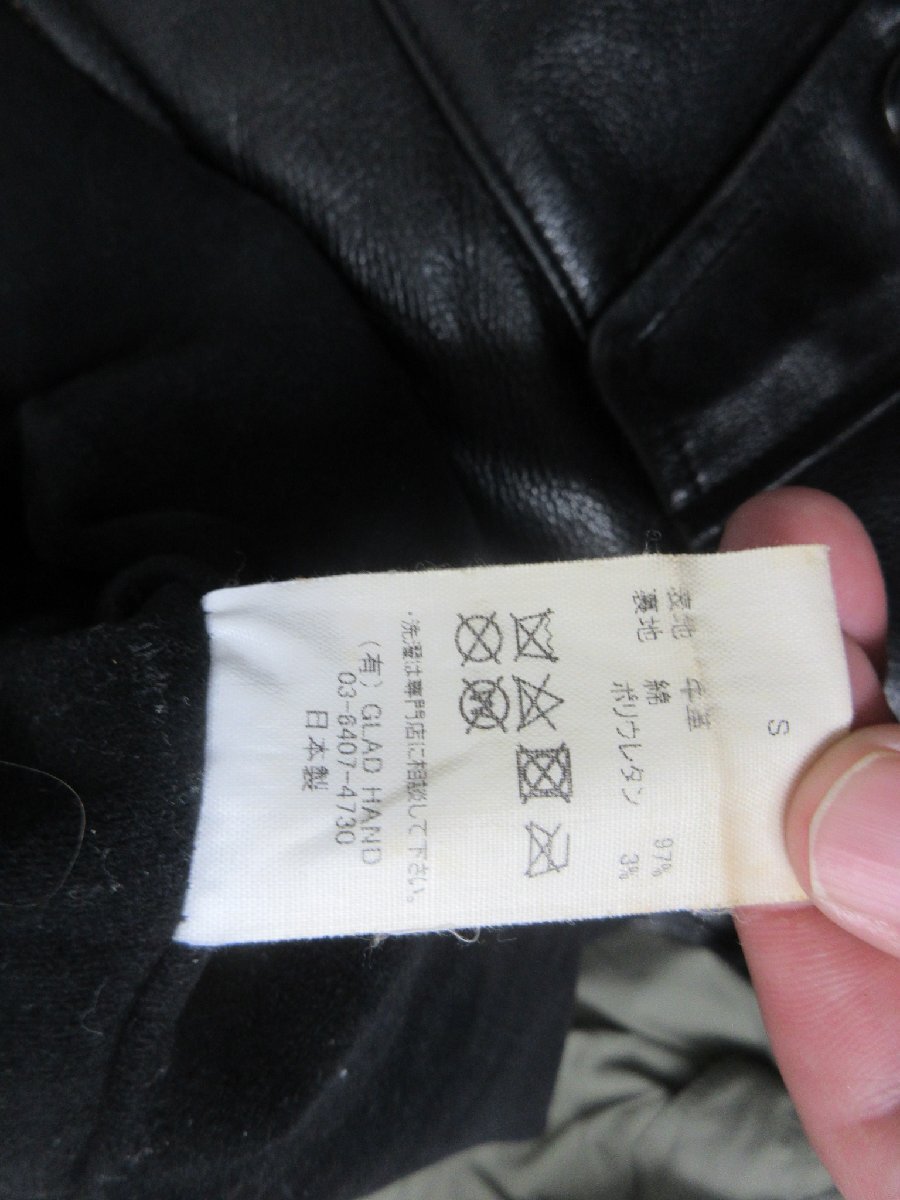 S
表地 牛革
裏地 綿 97%
ポリウレタン 3%
・洗濯は専門店に相談して下さい。
(有) GLAD HAND
03-6407-4730
日本製